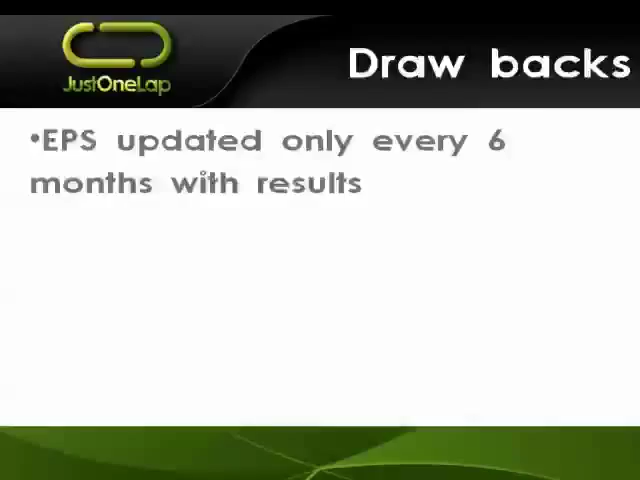 JustOneLap
Draw backs
•EPS updated only every 6
months with results